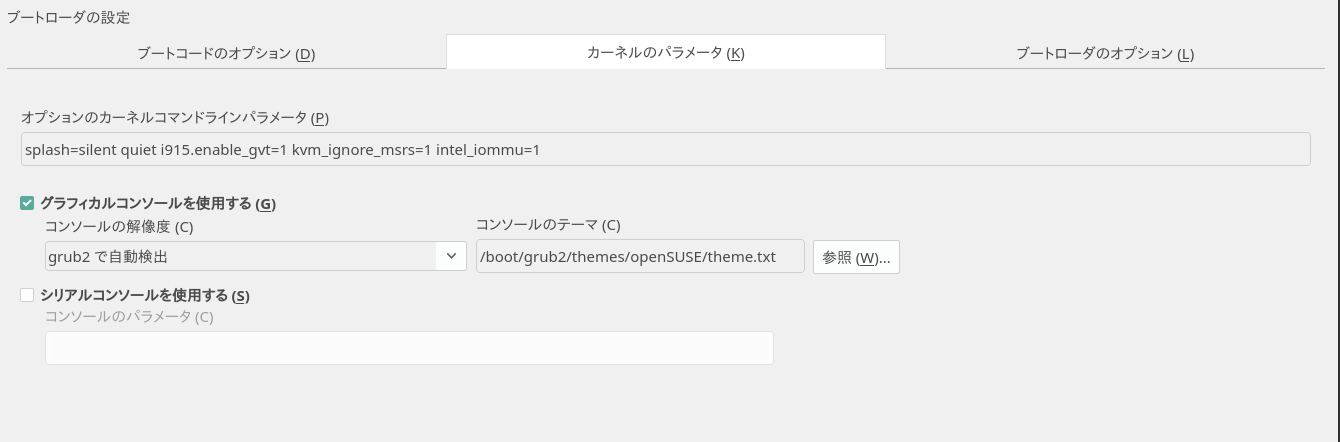 ブートローダの設定
ブートコードのオプション (D)
カーネルのパラメータ (K)
ブートローダのオプション (L)
オプションのカーネルコマンドラインパラメータ (P)
splash=silent quiet i915.enable_gvt=1 kvm_ignore_msrs=1 intel_iommu=1
グラフィカルコンソールを使用する (G)
コンソールの解像度 (C)
コンソールのテーマ (C)
grub2 で自動検出
/boot/grub2/themes/openSUSE/theme.txt
参照 (W)...
シリアルコンソールを使用する (S)
コンソールのパラメータ (C)